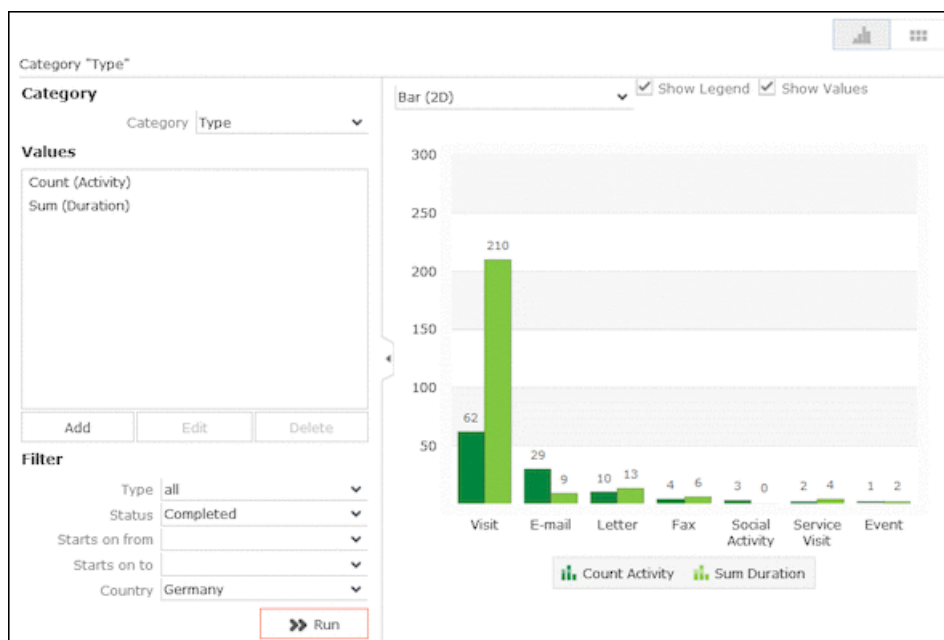 Category "Type"
Category
Category Type
Values
Count (Activity)
Sum (Duration)
Add Edit Delete
Filter
Type all
Status Completed
Starts on from
Starts on to
Country Germany
Run
Bar (2D)
Show Legend Show Values
300
250
200
150
100
50
62 210
29 9
10 13
4 6
3 0
2 4
1 2
Visit E-mail Letter Fax Social Activity Service Visit Event
Count Activity Sum Duration